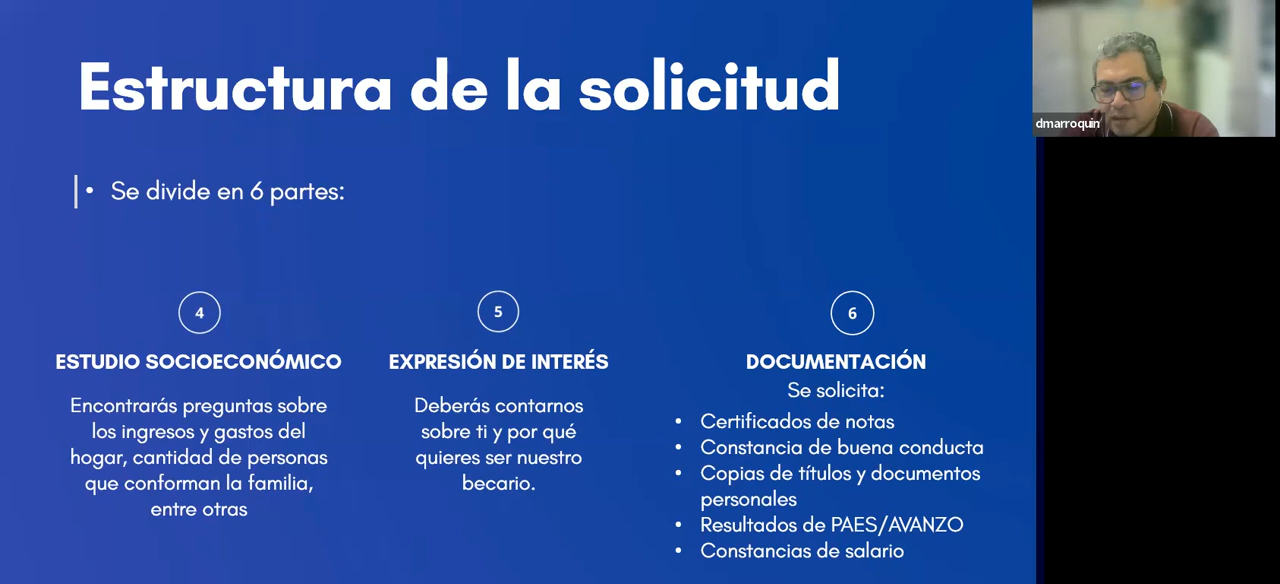 Estructura de la solicitud
dmarroquin
• Se divide en 6 partes:
4
ESTUDIO SOCIOECONÓMICO
Encontrarás preguntas sobre
los ingresos y gastos del
hogar, cantidad de personas
que conforman la familia,
entre otras
5
EXPRESIÓN DE INTERÉS
Deberás contarnos
sobre ti y por qué
quieres ser nuestro
becario.
6
DOCUMENTACIÓN
Se solicita:
• Certificados de notas
• Constancia de buena conducta
• Copias de títulos y documentos
personales
• Resultados de PAES/AVANZO
• Constancias de salario